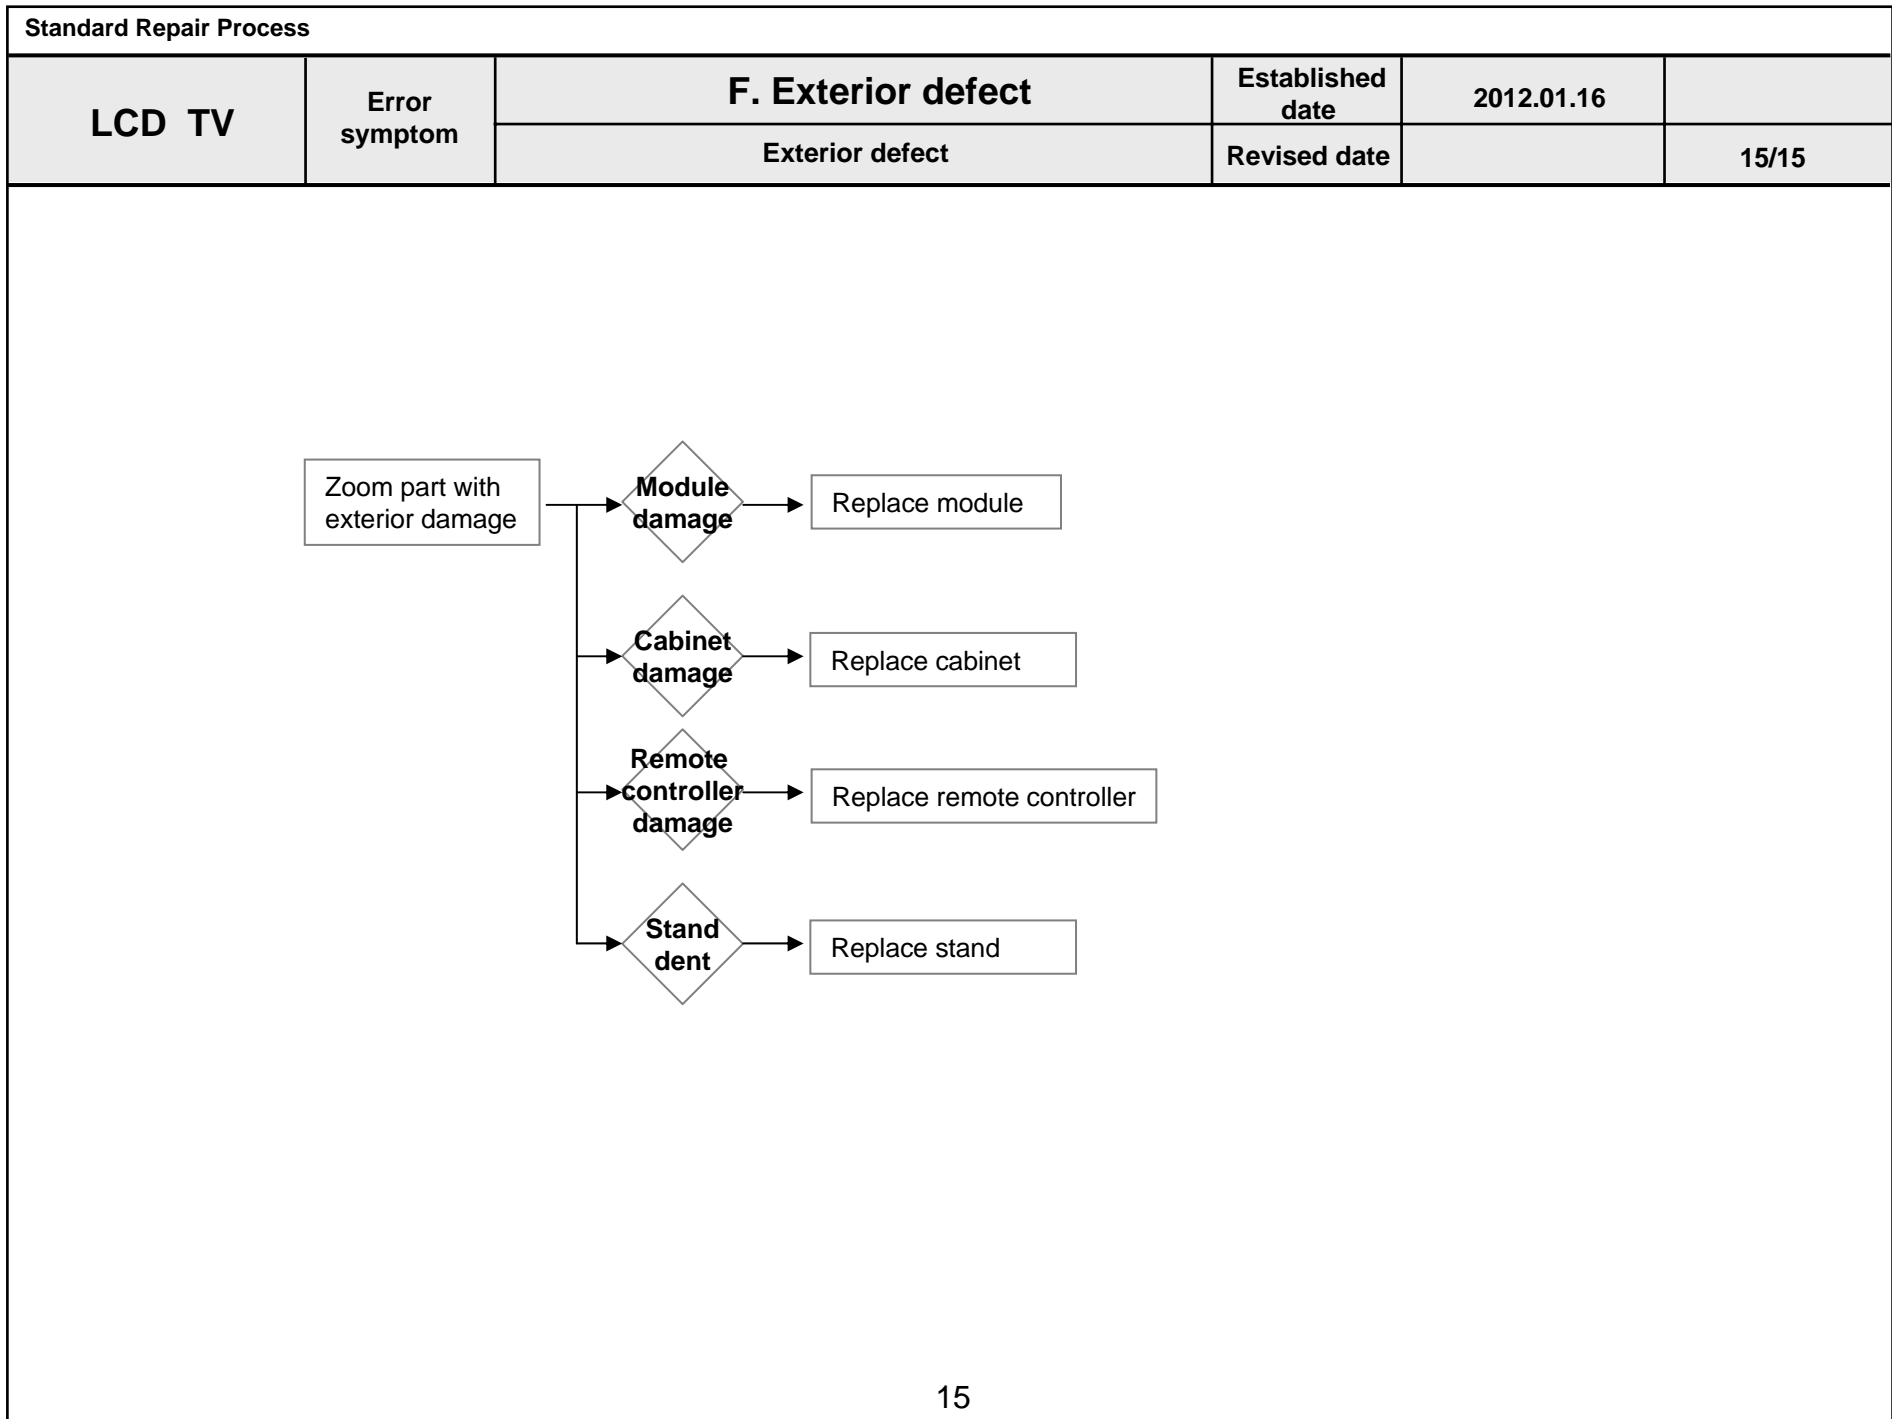 Standard Repair Process
LCD TV
Error
symptom
F. Exterior defect
Exterior defect
Established
date
2012.01.16
Revised date
15/15
Zoom part with
exterior damage
Module
damage
Replace module
Cabinet
damage
Replace cabinet
Remote
controller
damage
Replace remote controller
Stand
dent
Replace stand
15